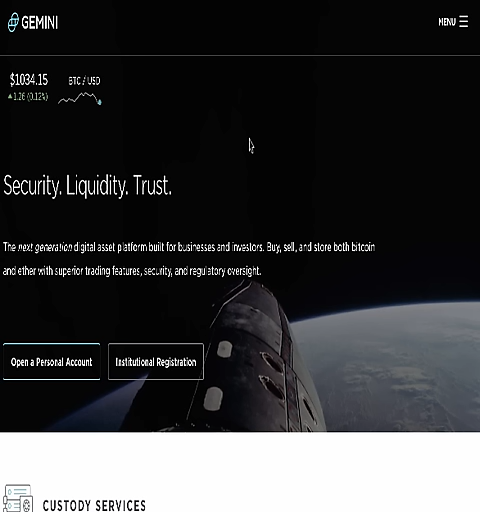 GEMINI
MENU
$1034.15 BTC / USD
1.26 (0.12%)
Security. Liquidity. Trust.
The next generation digital asset platform built for businesses and investors. Buy, sell, and store both bitcoin
and ether with superior trading features, security, and regulatory oversight.
Open a Personal Account Institutional Registration
CUSTODY SERVICES